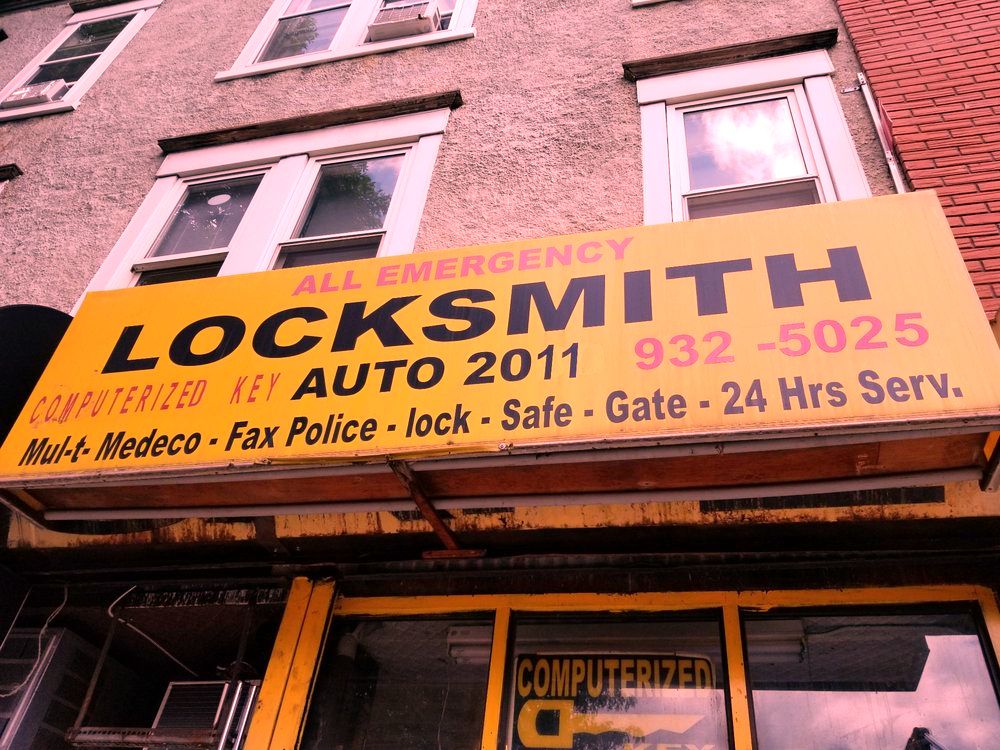 ALL EMERGENCY
LOCKSMITH
COMPUTERIZED KEY AUTO 2011 932 -5025
Mul-t- Medeco - Fax Police - lock - Safe - Gate - 24 Hrs Serv.
COMPUTERIZED
KEY